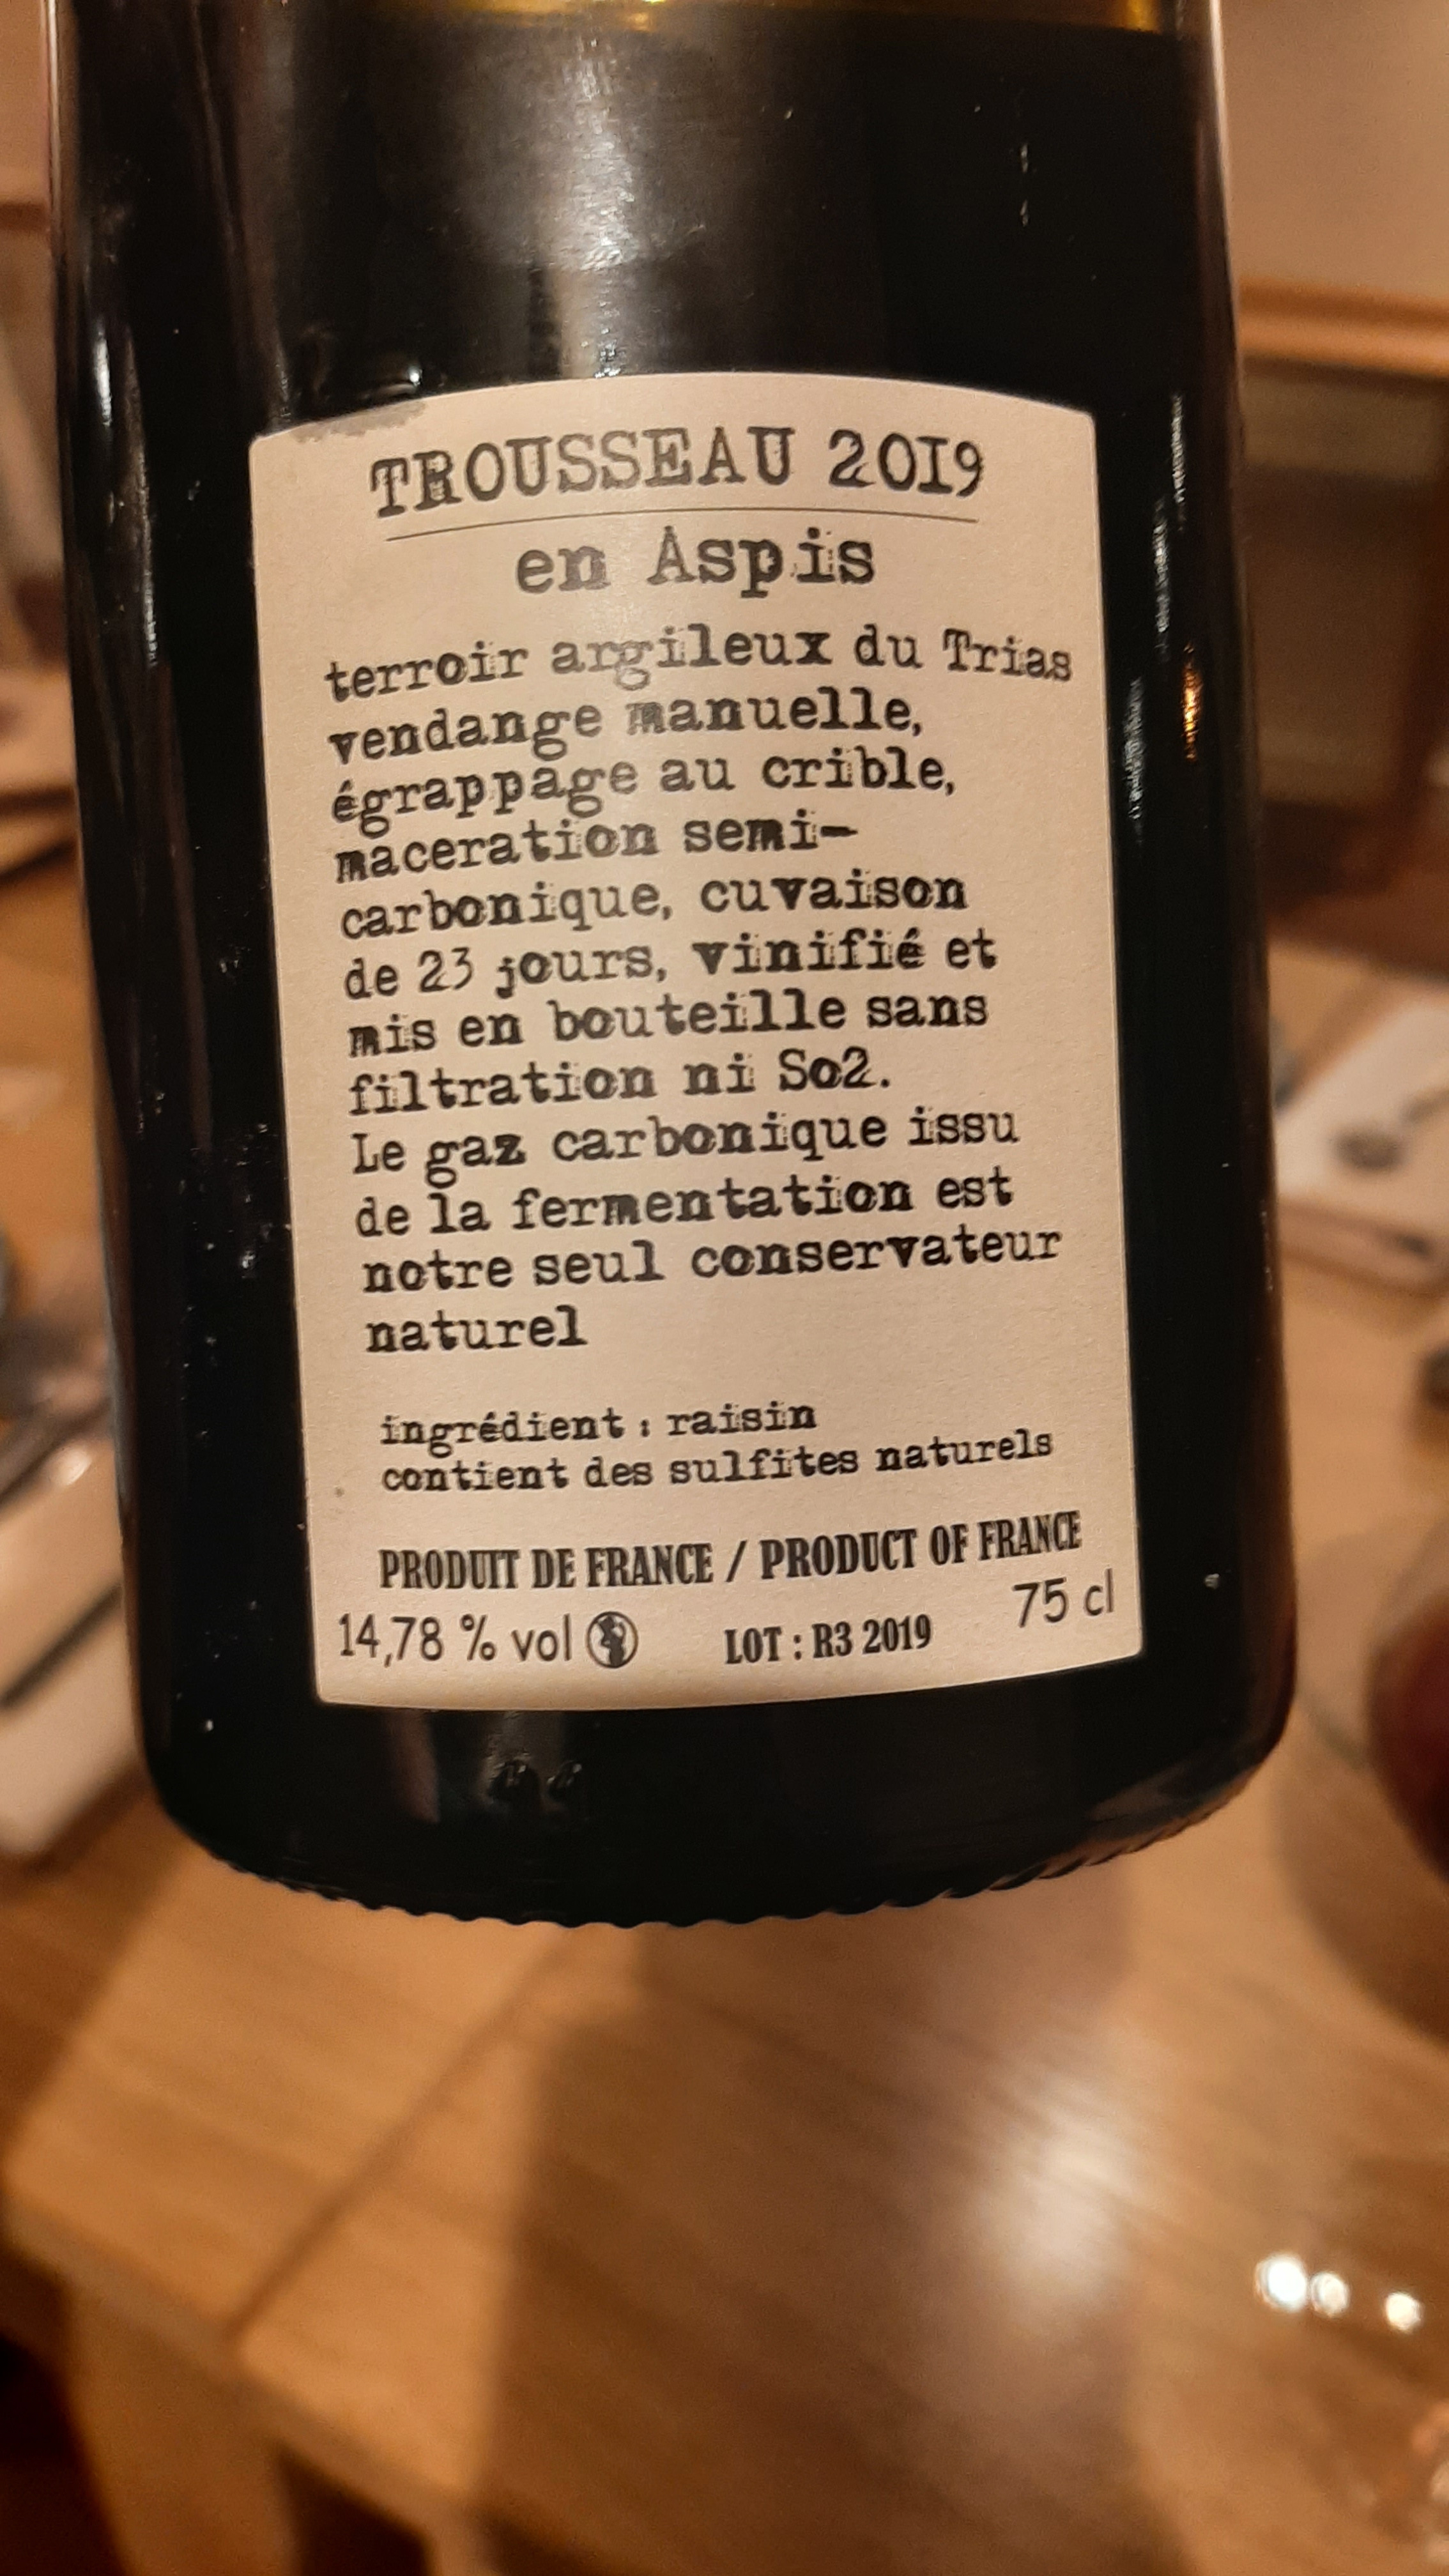 TROUSSEAU 2019
en Aspis
terroir argileux du Trias
vendange manuelle,
égrappage au crible,
maceration semi-
carbonique, cuvaison
de 23 jours, vinifié et
mis en bouteille sans
filtration ni So2.
Le gaz carbonique issu
de la fermentation est
notre seul conservateur
naturel
ingrédient : raisin
contient des sulfites naturels
PRODUIT DE FRANCE / PRODUCT OF FRANCE
14,78 % vol LOT : R3 2019 75 cl